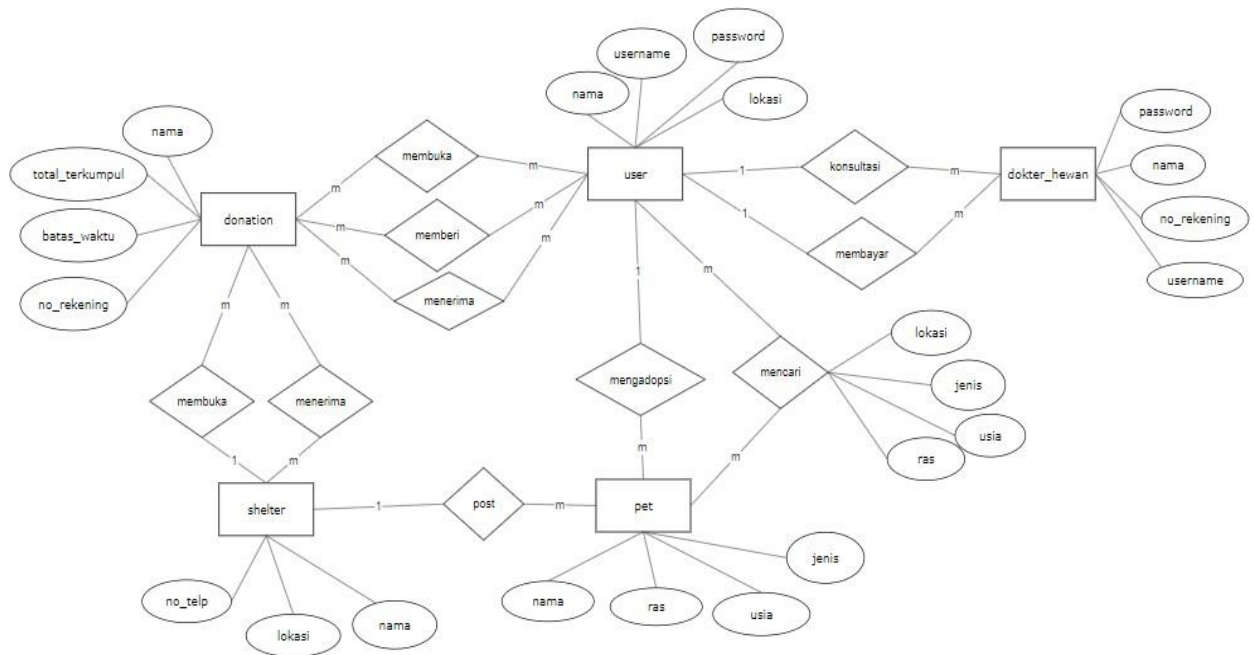 password
username
nama
lokasi
password
nama
membuka
m
m
1
konsultasi
m
total_terkumpul
user
dokter_hewan
nama
m
1
donation
m
memberi
m
m
no_rekening
batas_waktu
m
membayar
menerima
username
no_rekening
m
m
1
m
lokasi
mengadopsi
mencari
jenis
membuka
menerima
usia
m
m
ras
1
m
shelter
1
post
m
pet
jenis
no_telp
nama
ras
usia
lokasi
nama